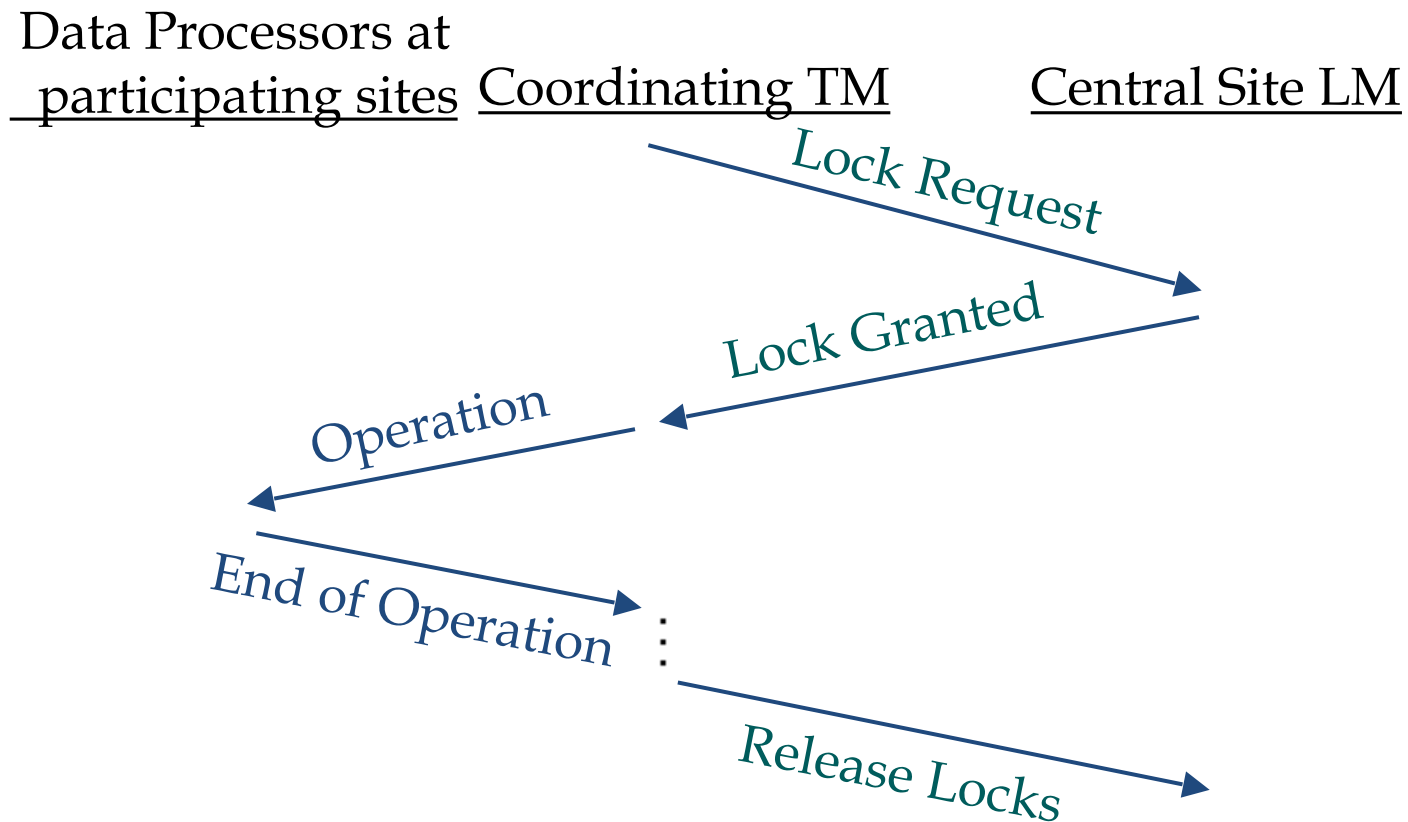 Data Processors at
participating sites
Coordinating TM
Central Site LM
Lock Request
Lock Granted
Operation
End of Operation
Release Locks